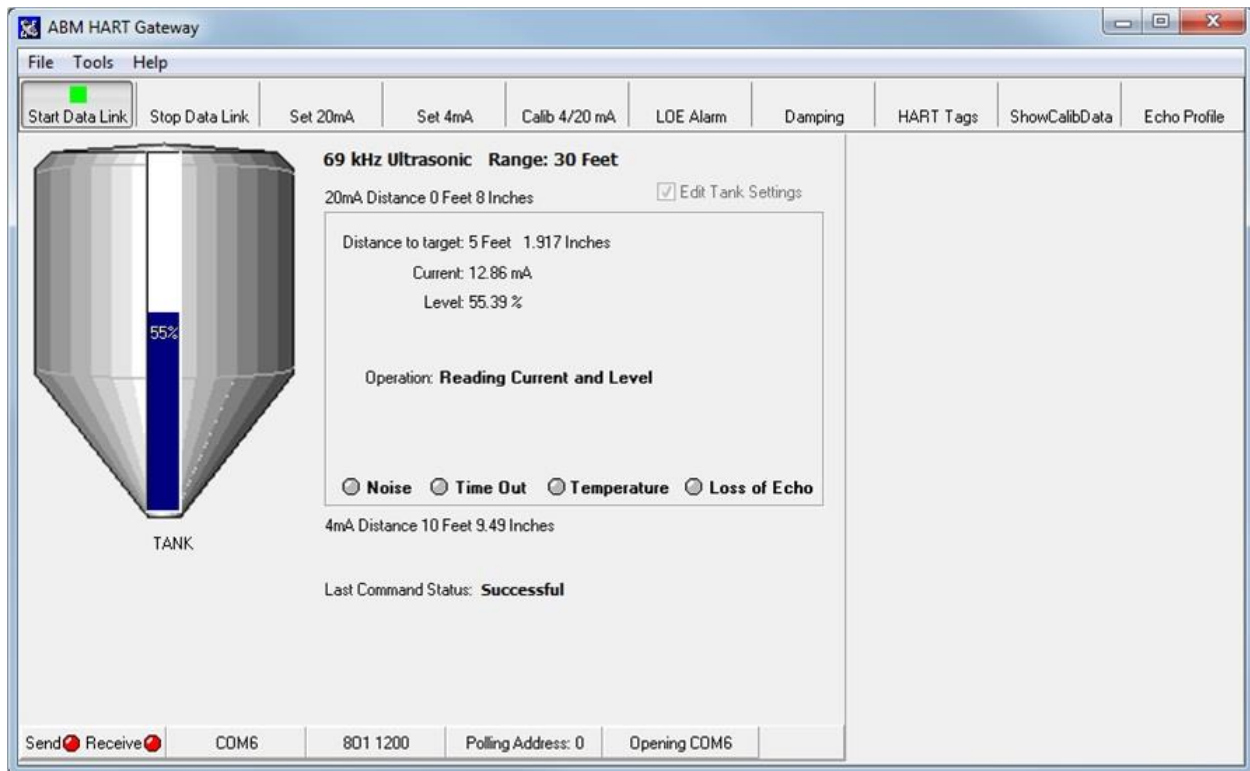 ABM HART Gateway
File Tools Help
Start Data Link Stop Data Link Set 20mA Set 4mA Calib 4/20 mA LOE Alarm Damping HART Tags ShowCalibData Echo Profile
69 kHz Ultrasonic Range: 30 Feet
20mA Distance 0 Feet 8 Inches Edit Tank Settings
Distance to target: 5 Feet 1.917 Inches
Current: 12.86 mA
Level: 55.39 %
55%
Operation: Reading Current and Level
Noise Time Out Temperature Loss of Echo
4mA Distance 10 Feet 9.49 Inches
TANK
Last Command Status: Successful
Send Receive COM6 8O1 1200 Polling Address: 0 Opening COM6